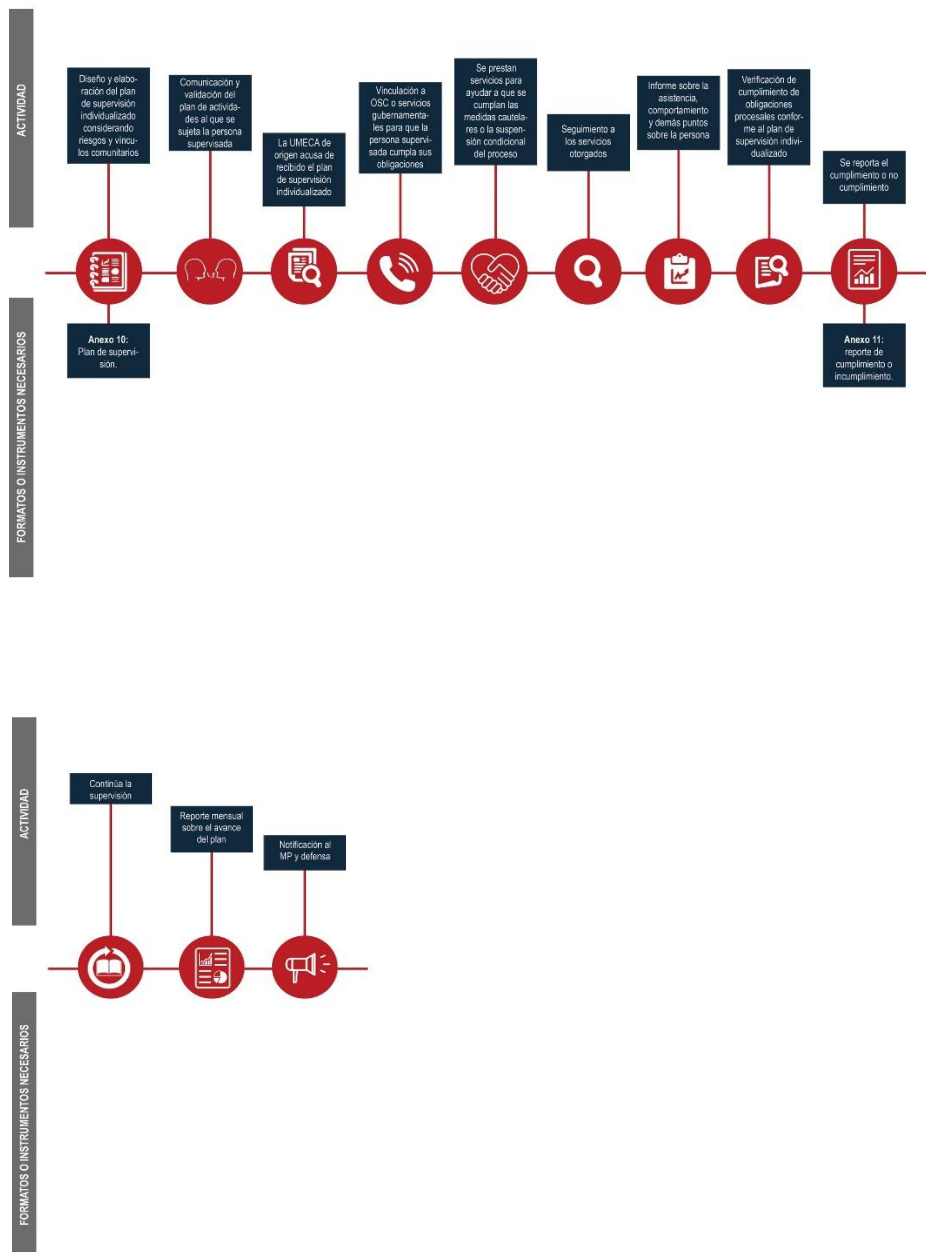 ACTIVIDAD
Diseño y elabo-
ración del plan
de supervisión
individualizado
considerando
riesgos y víncu-
los comunitarios
Comunicación y
validación del
plan de activida-
des al que se
sujeta la persona
supervisada
La UMECA de
origen acusa de
recibido el plan
de supervisión
individualizado
Vinculación a
OSC o servicios
gubernamenta-
les para que la
persona supervi-
sada cumpla sus
obligaciones
Se prestan
servicios para
ayudar a que se
cumplan las
medidas cautela-
res o la suspen-
sión condicional
del proceso
Seguimiento a
los servicios
otorgados
Informe sobre la
asistencia,
comportamiento
y demás puntos
sobre la persona
Verificación de
cumplimiento de
obligaciones
procesales confor-
me al plan de
supervisión indivi-
dualizado
Se reporta el
cumplimiento o no
cumplimiento
FORMATOS O INSTRUMENTOS NECESARIOS
Anexo 10:
Plan de supervi-
sión.
Anexo 11:
reporte de
cumplimiento o
incumplimiento.
ACTIVIDAD
Continúa la
supervisión
Reporte mensual
sobre el avance
del plan
Notificación al
MP y defensa
FORMATOS O INSTRUMENTOS NECESARIOS